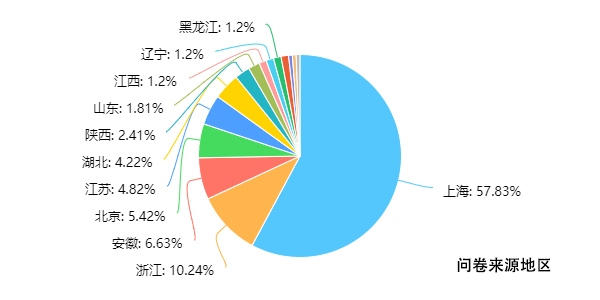 黑龙江: 1.2%
辽宁: 1.2%
江西: 1.2%
山东: 1.81%
陕西: 2.41%
湖北: 4.22%
江苏: 4.82%
北京: 5.42%
安徽: 6.63%
浙江: 10.24%
上海: 57.83%
问卷来源地区